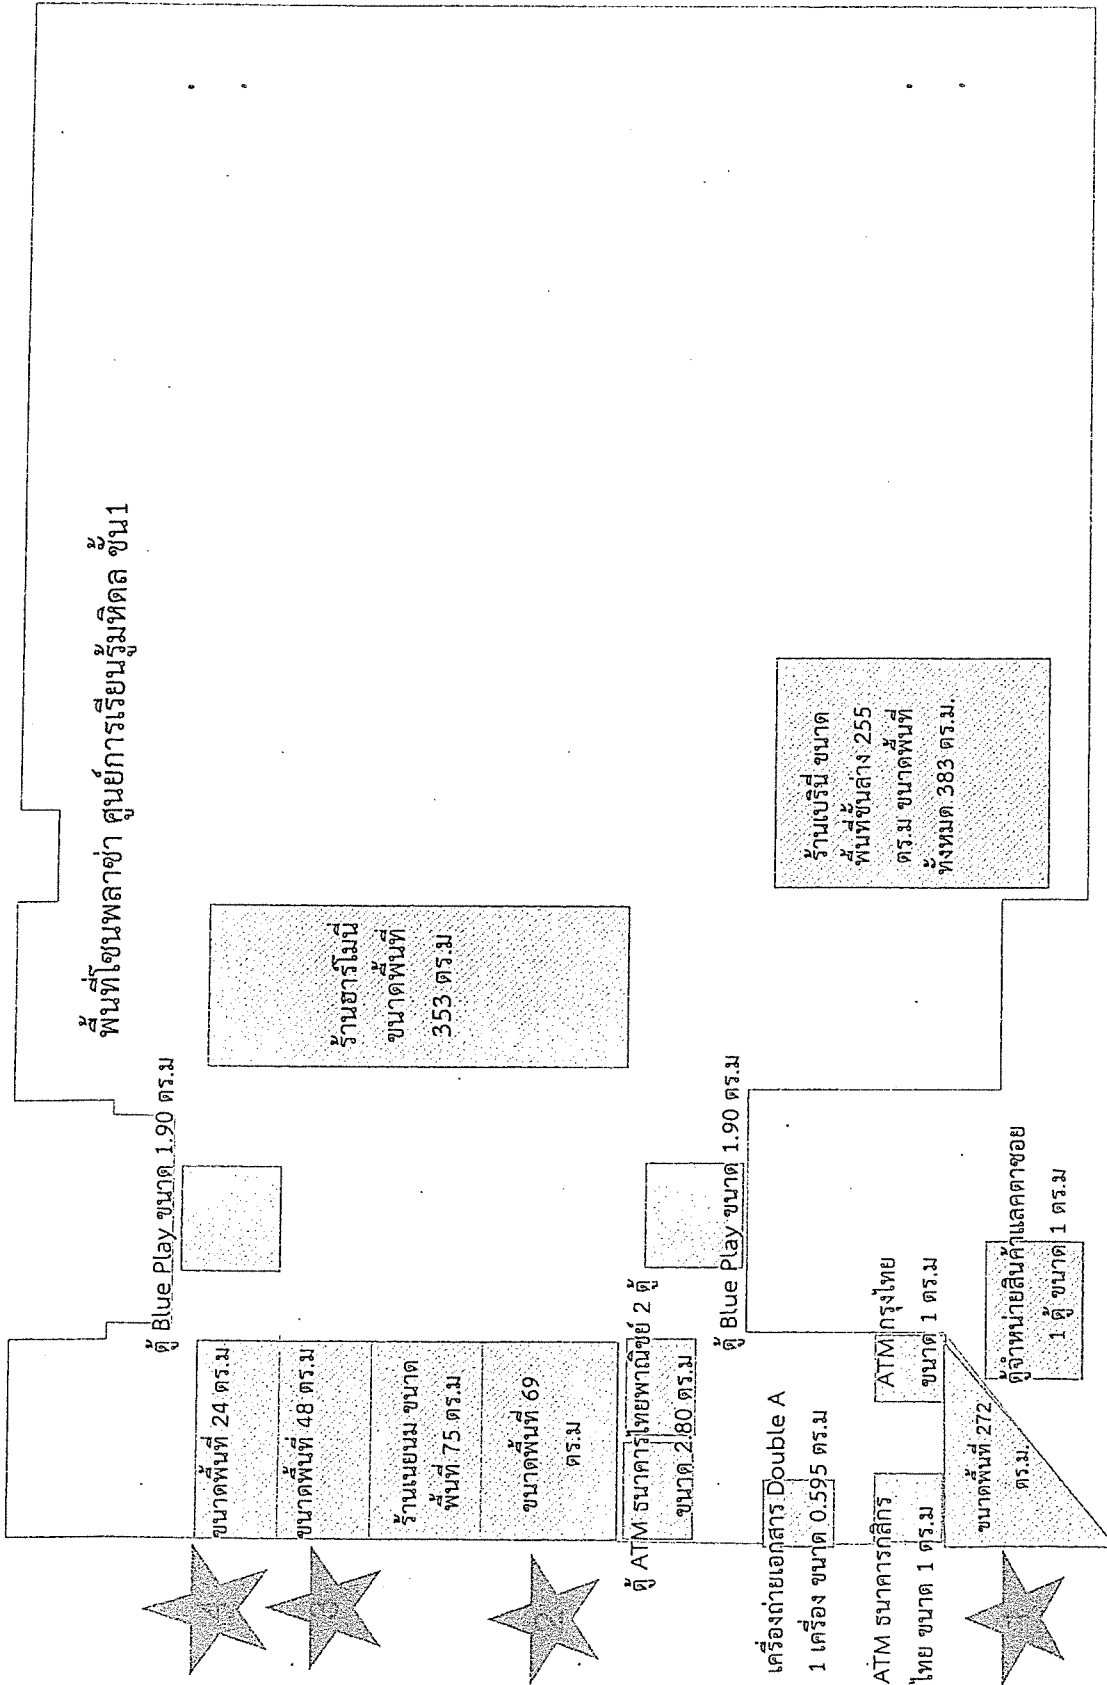 พื้นที่โซนพลาซ่า ศูนย์การเรียนรู้มหิดล ชั้น1
ตู้ Blue Play ขนาด 1.90 ตร.ม
ขนาดพื้นที่ 24 ตร.ม
ขนาดพื้นที่ 48 ตร.ม
ร้านเนยนม ขนาด
พื้นที่ 75 ตร.ม
ขนาดพื้นที่ 69
ตร.ม
ร้านฮาร์โมนี
ขนาดพื้นที่
353 ตร.ม
ตู้ ATM ธนาคารไทยพาณิชย์ 2 ตู้
ขนาด 2.80 ตร.ม
ตู้ Blue Play ขนาด 1.90 ตร.ม
ร้านเบรินี่ ขนาด
พื้นที่ชั้นล่าง 255
ตร.ม ขนาดพื้นที่
ทั้งหมด 383 ตร.ม.
เครื่องถ่ายเอกสาร Double A
1 เครื่อง ขนาด 0.595 ตร.ม
ATM ธนาคารกสิกร
ไทย ขนาด 1 ตร.ม
ATM กรุงไทย
ขนาด 1 ตร.ม
ขนาดพื้นที่ 272
ตร.ม.
ตู้จำหน่ายสินค้าแลคตาซอย
1 ตู้ ขนาด 1 ตร.ม